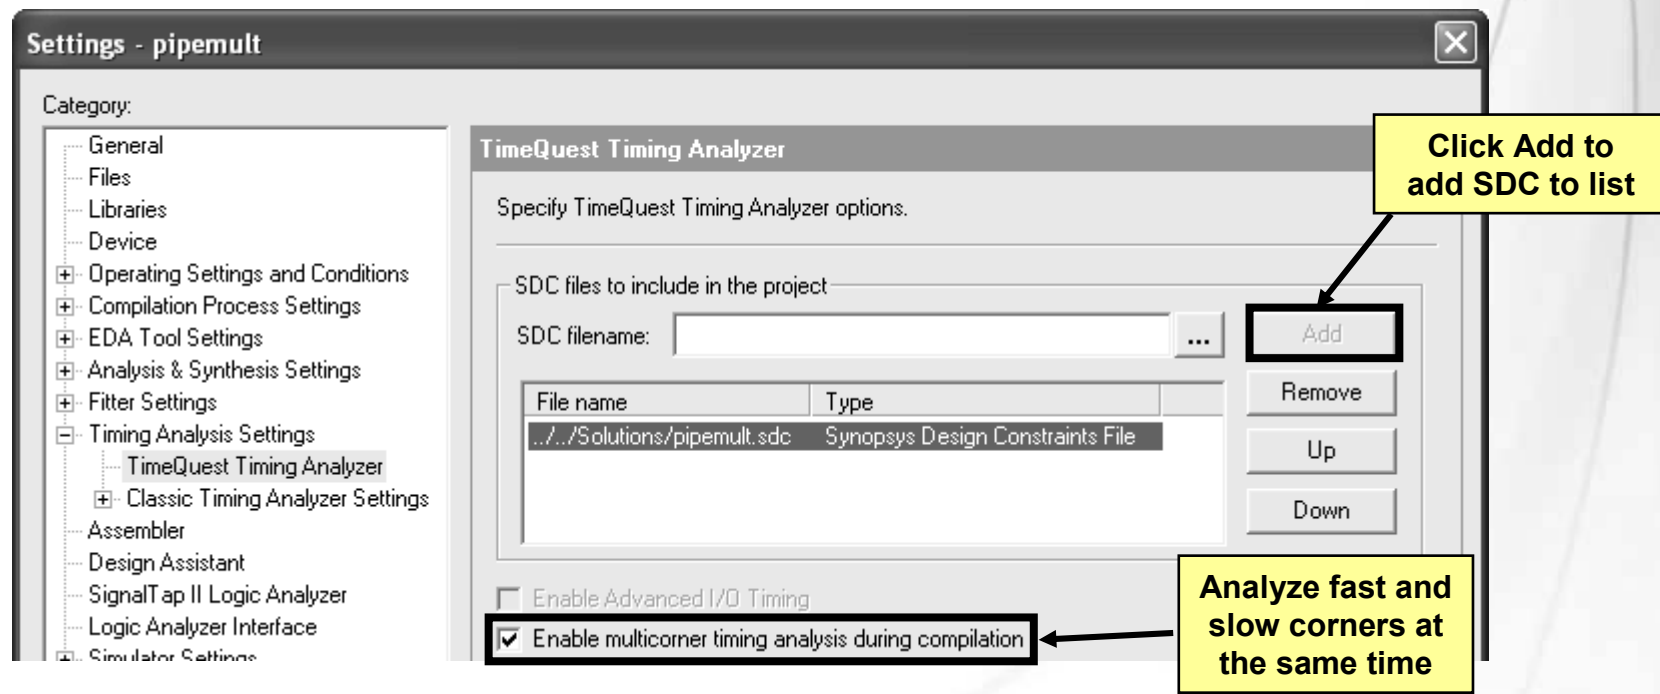 Settings - pipemult
Category:
General
Files
Libraries
Device
Operating Settings and Conditions
Compilation Process Settings
EDA Tool Settings
Analysis & Synthesis Settings
Fitter Settings
Timing Analysis Settings
TimeQuest Timing Analyzer
Classic Timing Analyzer Settings
Assembler
Design Assistant
SignalTap II Logic Analyzer
Logic Analyzer Interface
Simulator Settings
TimeQuest Timing Analyzer
Specify TimeQuest Timing Analyzer options.
SDC files to include in the project
SDC filename:
...
Add
File name Type
../../Solutions/pipemult.sdc Synopsys Design Constraints File
Remove
Up
Down
Enable Advanced I/O Timing
Enable multicorner timing analysis during compilation
Click Add to
add SDC to list
Analyze fast and
slow corners at
the same time